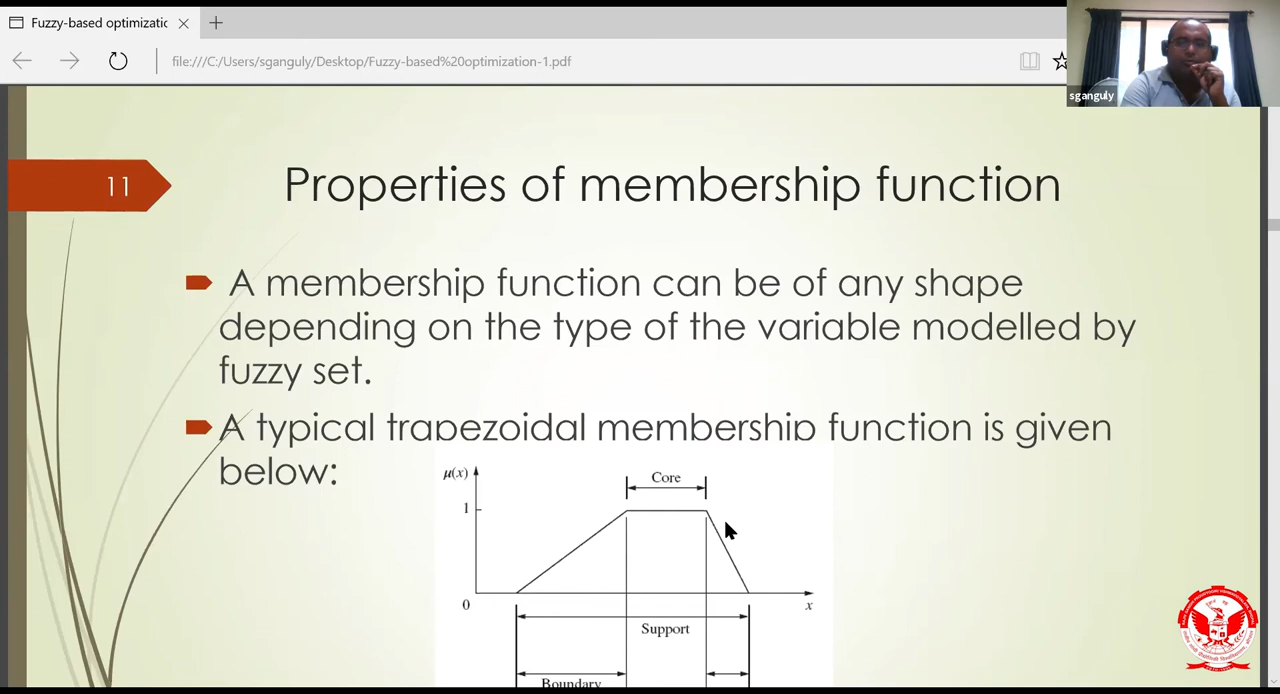 Fuzzy-based optimizatic
file:///C:/Users/sganguly/Desktop/Fuzzy-based%20optimization-1.pdf
sganguly
11
Properties of membership function
A membership function can be of any shape
depending on the type of the variable modelled by
fuzzy set.
A typical trapezoidal membership function is given
below:
μ(x)
Core
1
0
x
Support
Boundary